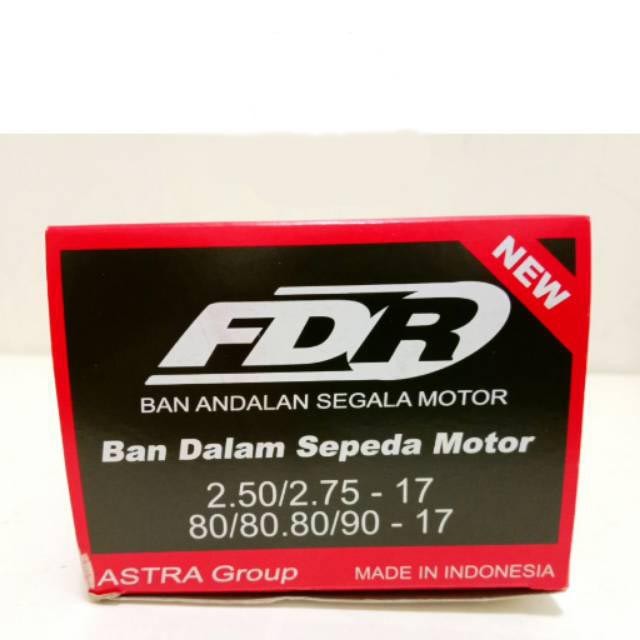 NEW
FDR
BAN ANDALAN SEGALA MOTOR
Ban Dalam Sepeda Motor
2.50/2.75 - 17
80/80.80/90 - 17
ASTRA Group MADE IN INDONESIA